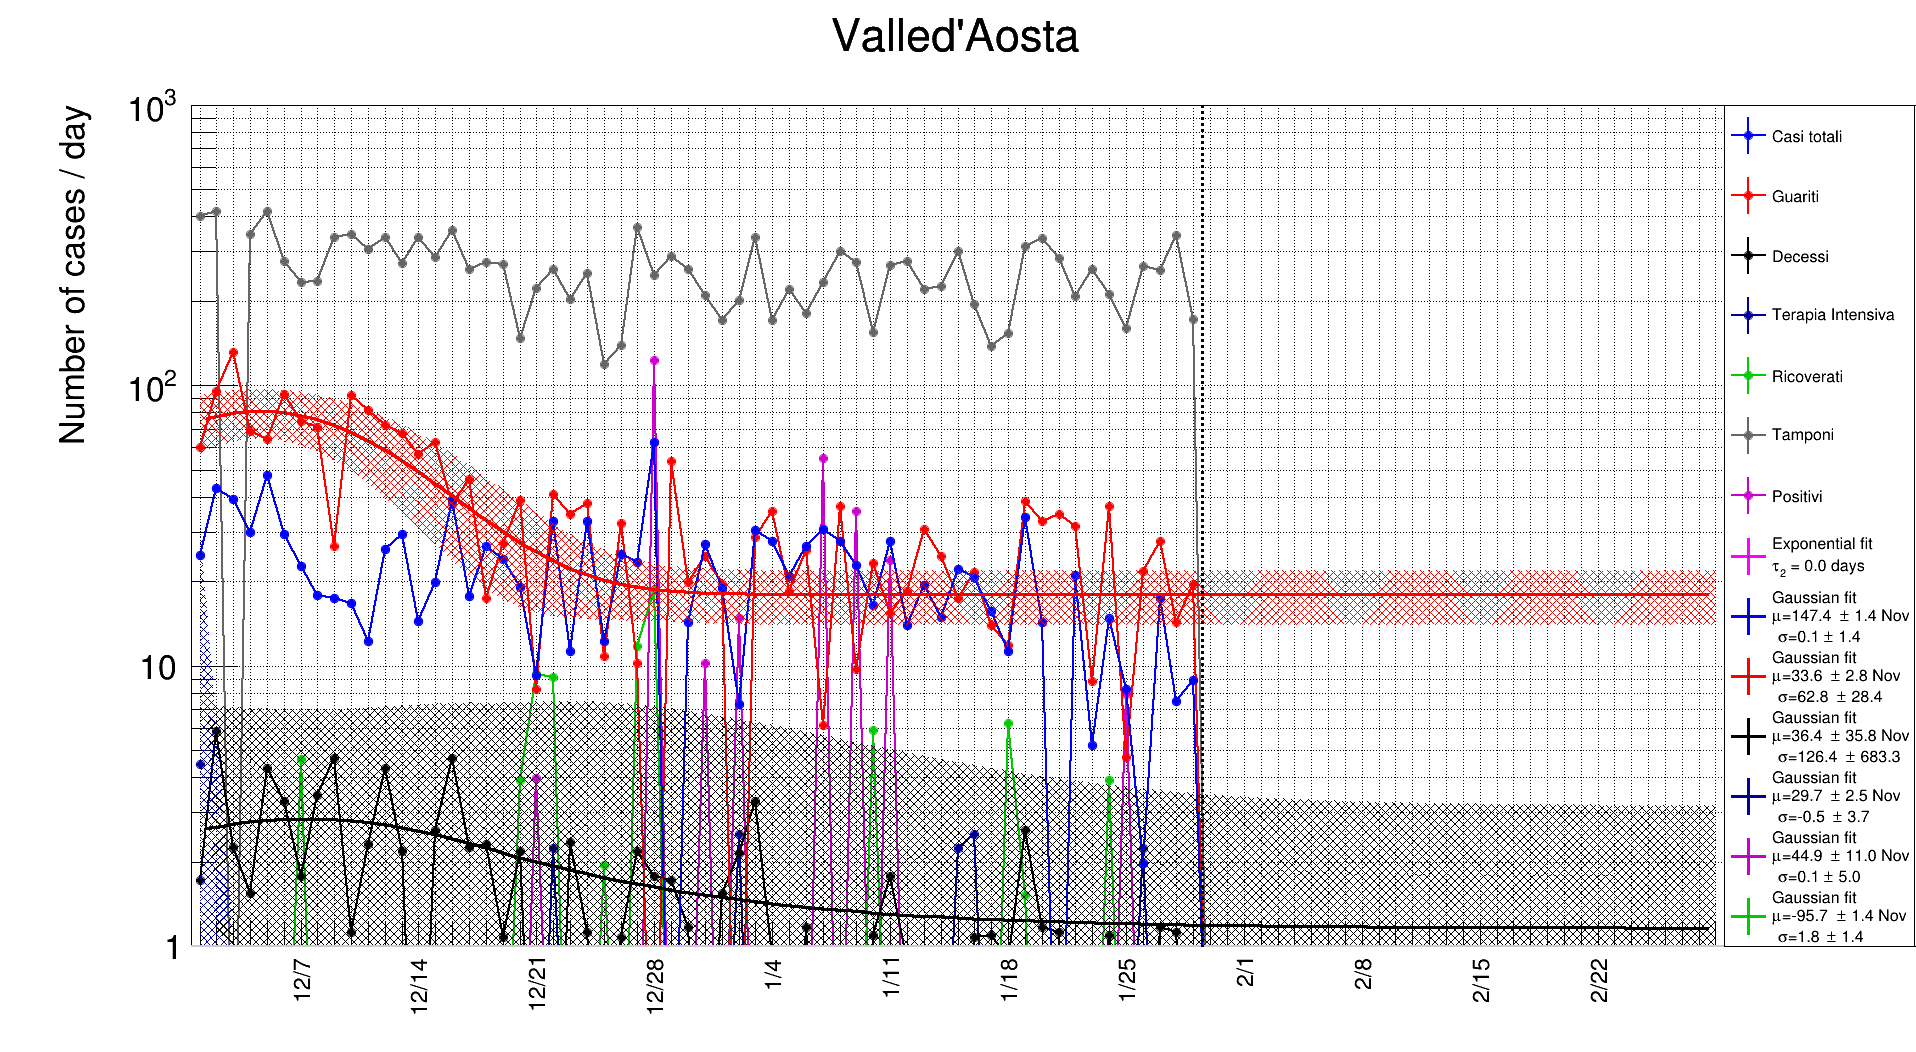 Valled'Aosta
Number of cases / day
10³
10²
10
1
12/7
12/14
12/21
12/28
1/4
1/11
1/18
1/25
2/1
2/8
2/15
2/22
Casi totali
Guariti
Decessi
Terapia Intensiva
Ricoverati
Tamponi
Positivi
Exponential fit
τ₂ = 0.0 days
Gaussian fit
μ=147.4 ± 1.4 Nov
σ=0.1 ± 1.4
Gaussian fit
μ=33.6 ± 2.8 Nov
σ=62.8 ± 28.4
Gaussian fit
μ=36.4 ± 35.8 Nov
σ=126.4 ± 683.3
Gaussian fit
μ=29.7 ± 2.5 Nov
σ=-0.5 ± 3.7
Gaussian fit
μ=44.9 ± 11.0 Nov
σ=0.1 ± 5.0
Gaussian fit
μ=-95.7 ± 1.4 Nov
σ=1.8 ± 1.4